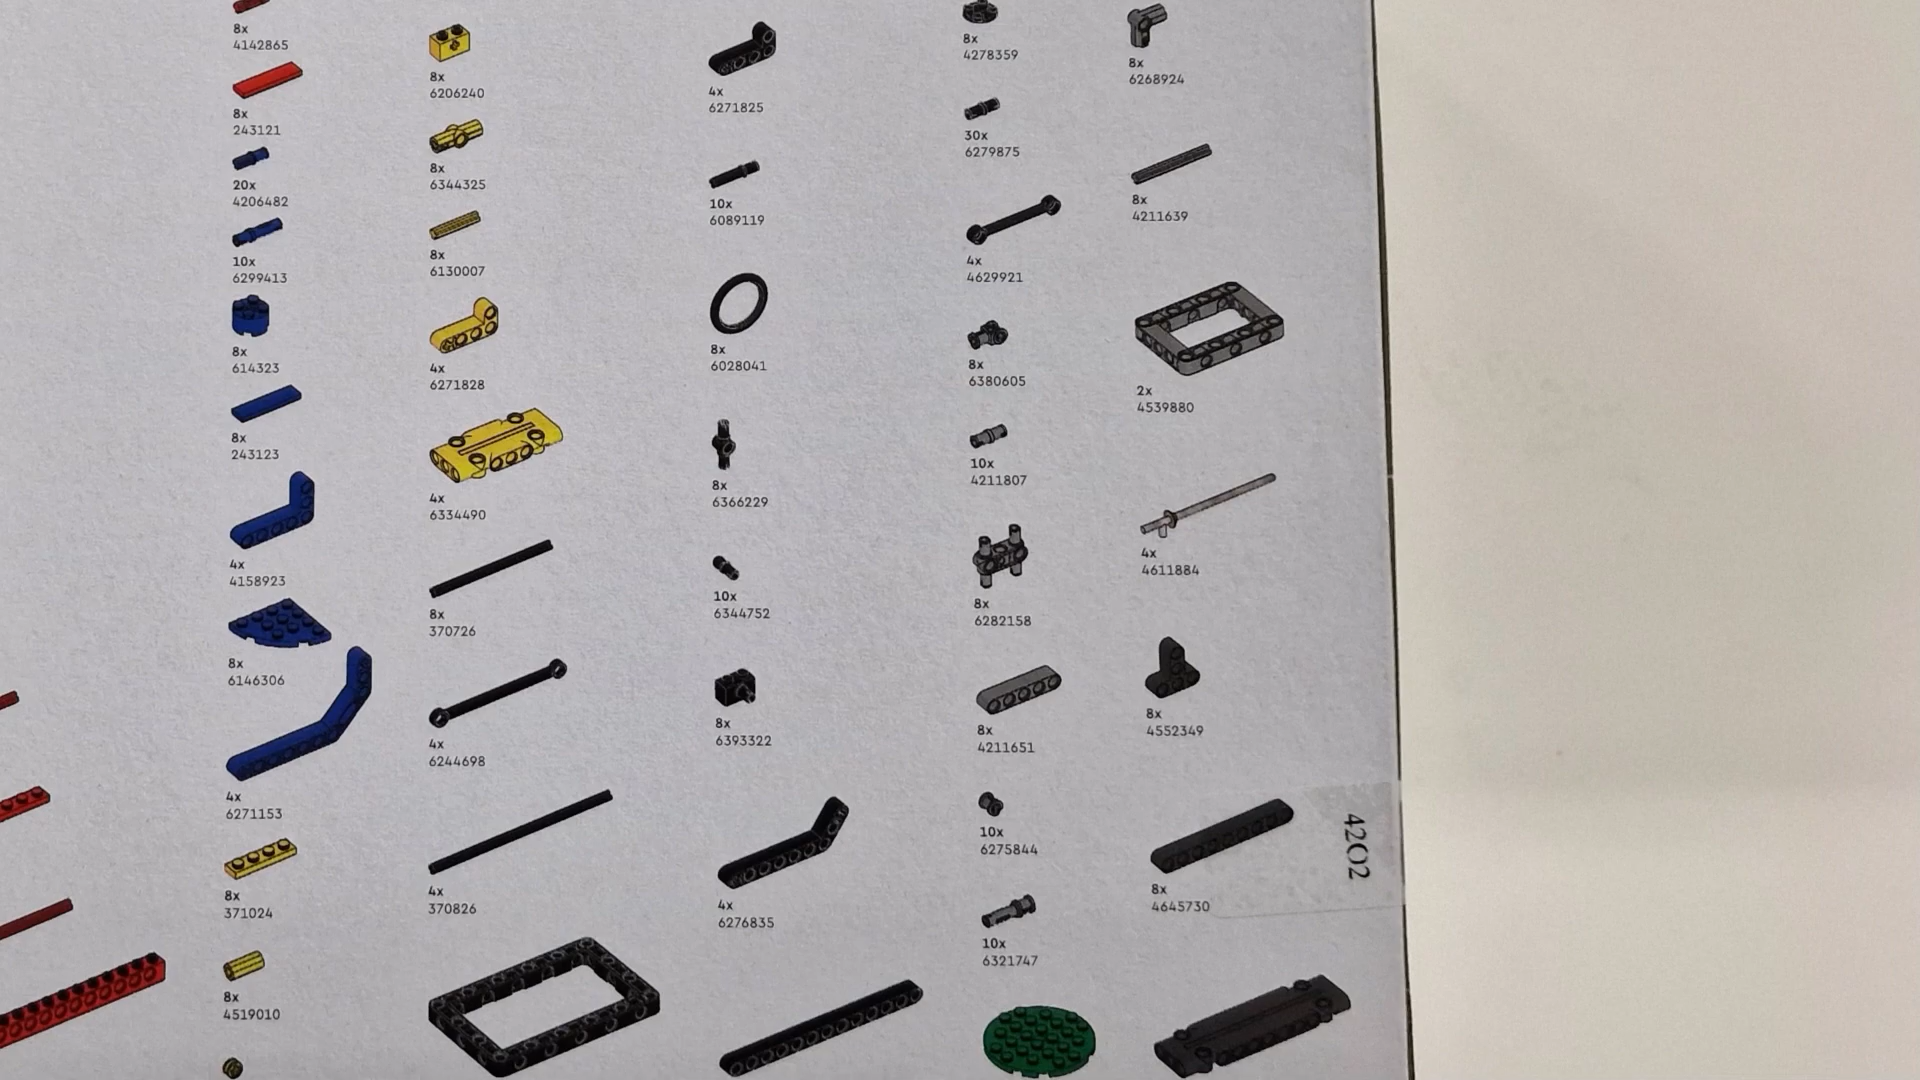 8x
4142865
8x
243121
20x
4206482
10x
6299413
8x
614323
8x
243123
4x
4158923
8x
6146306
4x
6271153
8x
371024
8x
4519010
8x
6206240
8x
6344325
8x
6130007
4x
6271828
4x
6334490
8x
370726
4x
6244698
4x
370826
4x
6271825
10x
6089119
8x
6028041
8x
6366229
10x
6344752
8x
6393322
4x
6276835
8x
4278359
30x
6279875
4x
4629921
8x
6380605
10x
4211807
8x
6282158
8x
4211651
10x
6275844
10x
6321747
8x
6268924
8x
4211639
2x
4539880
4x
4611884
8x
4552349
8x
4645730
4202